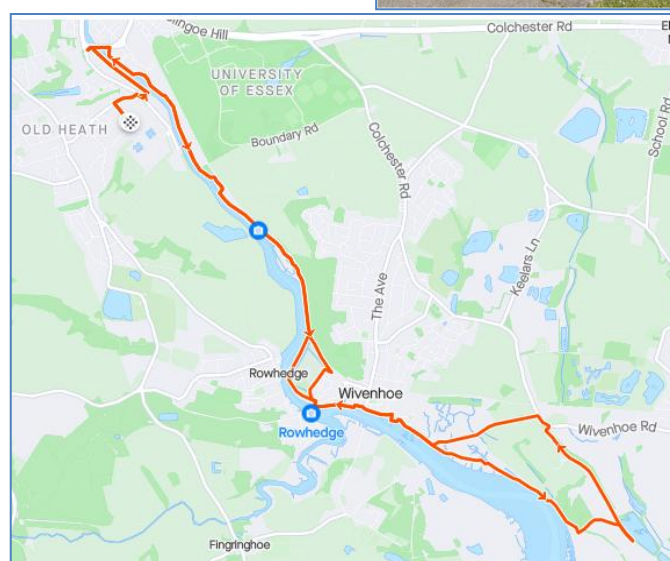 Colchester Rd
UNIVERSITY
OF ESSEX
School Rd
OLD HEATH
Boundary Rd
Colchester Rd
Keelars Ln
The Ave
Rowhedge
Wivenhoe
Rowhedge
Wivenhoe Rd
Fingringhoe